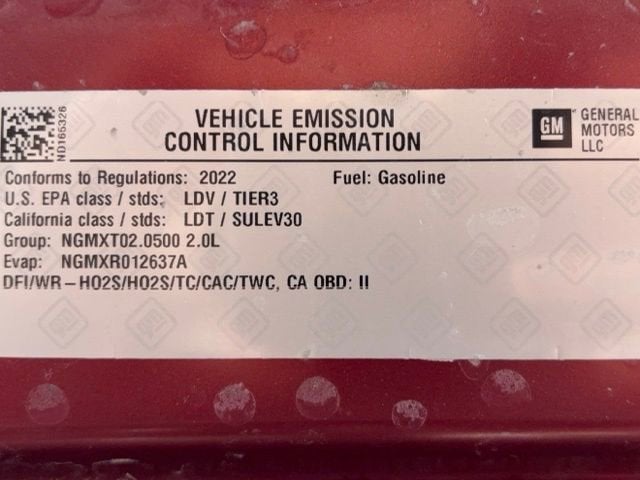 VEHICLE EMISSION
CONTROL INFORMATION
ND165326
GM
GENERAL
MOTORS
LLC
Conforms to Regulations: 2022 Fuel: Gasoline
U.S. EPA class / stds: LDV / TIER3
California class / stds: LDT / SULEV30
Group: NGMXT02.0500 2.0L
Evap: NGMXR012637A
DFI/WR-HO2S/HO2S/TC/CAC/TWC, CA OBD: II